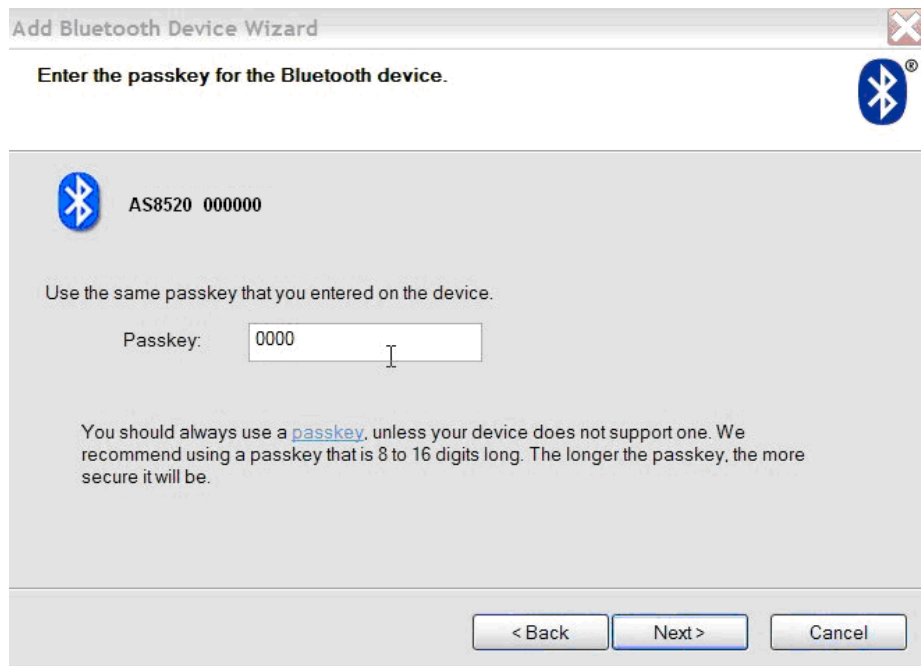 Add Bluetooth Device Wizard
Enter the passkey for the Bluetooth device.
®
AS8520 000000
Use the same passkey that you entered on the device.
Passkey: 0000
You should always use a passkey, unless your device does not support one. We
recommend using a passkey that is 8 to 16 digits long. The longer the passkey, the more
secure it will be.
< Back Next > Cancel